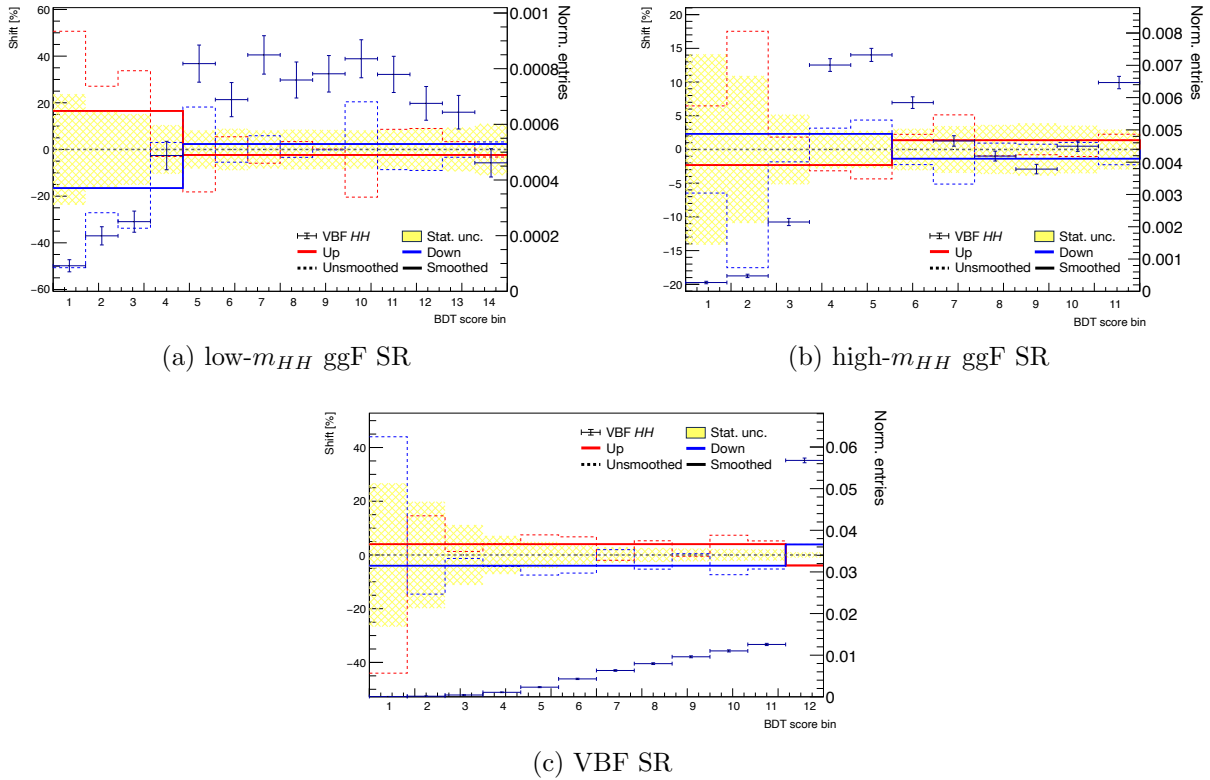 Shift [%]
60
40
20
0
−20
−40
−60
0.001
0.0008
0.0006
0.0004
0.0002
0
Norm. entries
VBF HH
Stat. unc.
Up
Down
Unsmoothed
Smoothed
1 2 3 4 5 6 7 8 9 10 11 12 13 14
BDT score bin
(a) low-m_HH ggF SR
Shift [%]
20
15
10
5
0
−5
−10
−15
−20
0.008
0.007
0.006
0.005
0.004
0.003
0.002
0.001
0
Norm. entries
VBF HH
Stat. unc.
Up
Down
Unsmoothed
Smoothed
1 2 3 4 5 6 7 8 9 10 11
BDT score bin
(b) high-m_HH ggF SR
Shift [%]
40
20
0
−20
−40
0.06
0.05
0.04
0.03
0.02
0.01
0
Norm. entries
VBF HH
Stat. unc.
Up
Down
Unsmoothed
Smoothed
1 2 3 4 5 6 7 8 9 10 11 12
BDT score bin
(c) VBF SR